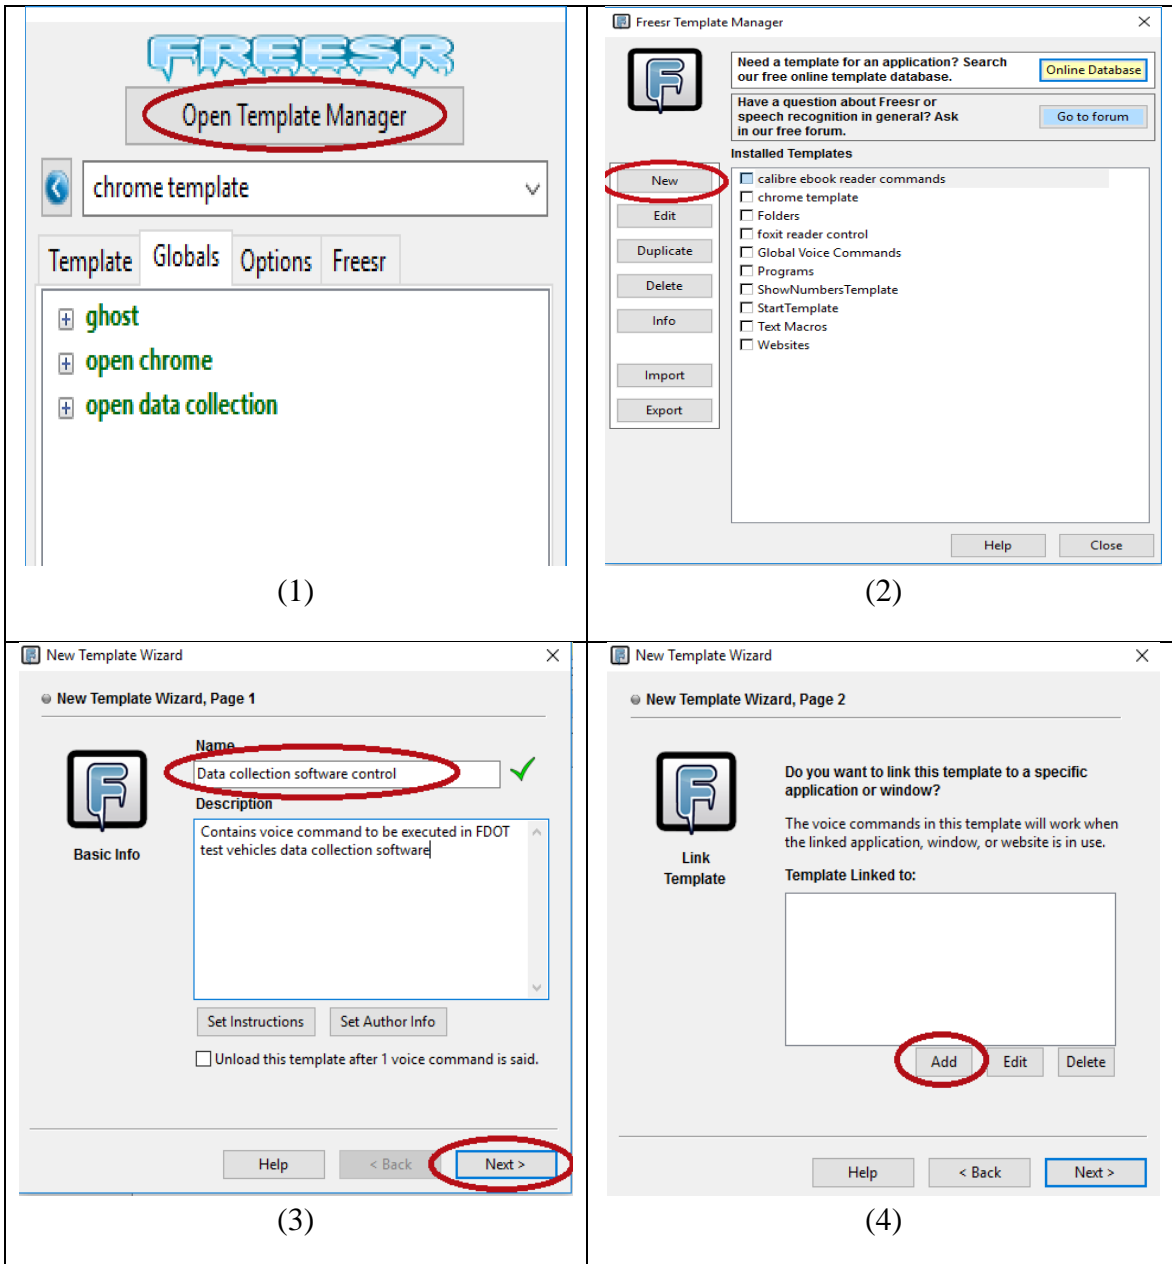 FREESR
Open Template Manager
chrome template
Template Globals Options Freesr
ghost
open chrome
open data collection
(1)
Freesr Template Manager
Need a template for an application? Search
our free online template database.
Online Database
Have a question about Freesr or
speech recognition in general? Ask
in our free forum.
Go to forum
Installed Templates
New
Edit
Duplicate
Delete
Info
Import
Export
calibre ebook reader commands
chrome template
Folders
foxit reader control
Global Voice Commands
Programs
ShowNumbersTemplate
StartTemplate
Text Macros
Websites
Help Close
(2)
New Template Wizard
New Template Wizard, Page 1
Basic Info
Name
Data collection software control
Description
Contains voice command to be executed in FDOT
test vehicles data collection software
Set Instructions Set Author Info
Unload this template after 1 voice command is said.
Help < Back Next >
(3)
New Template Wizard
New Template Wizard, Page 2
Link
Template
Do you want to link this template to a specific
application or window?
The voice commands in this template will work when
the linked application, window, or website is in use.
Template Linked to:
Add Edit Delete
Help < Back Next >
(4)